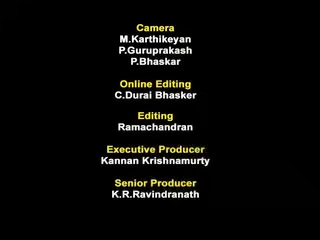 Camera
M.Karthikeyan
P.Guruprakash
P.Bhaskar
Online Editing
C.Durai Bhasker
Editing
Ramachandran
Executive Producer
Kannan Krishnamurty
Senior Producer
K.R.Ravindranath